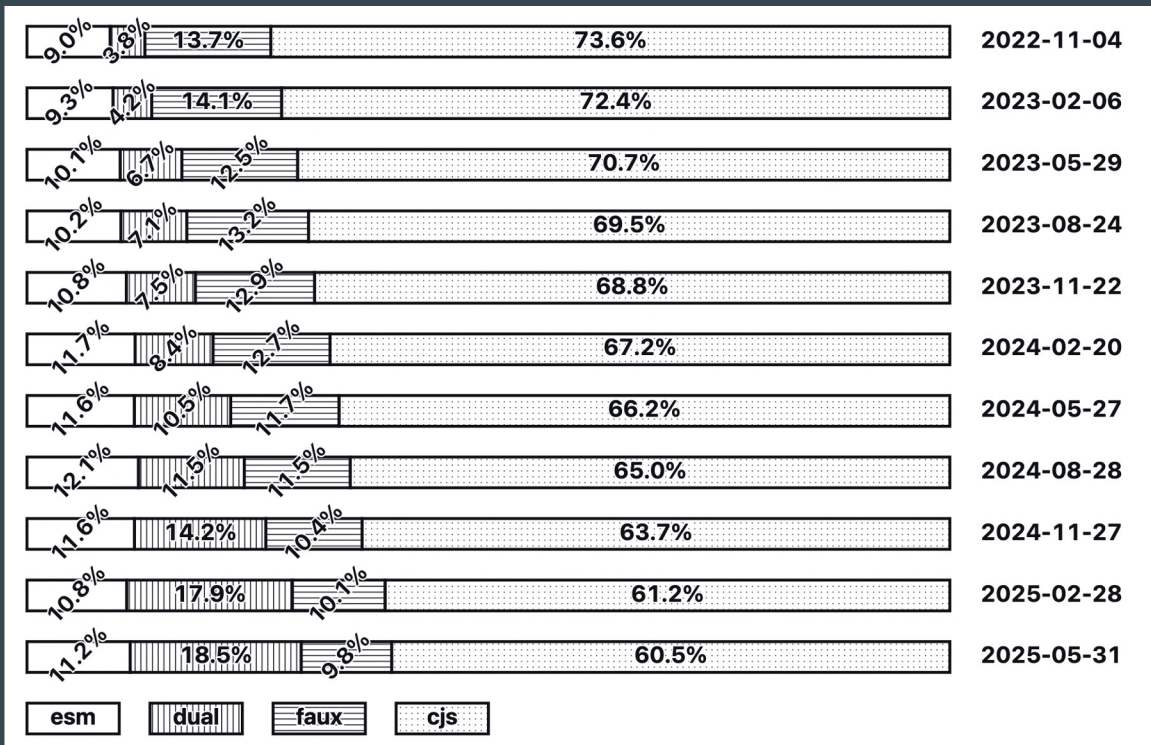 9.0% 3.8% 13.7% 73.6% 2022-11-04
9.3% 4.2% 14.1% 72.4% 2023-02-06
10.1% 6.7% 12.5% 70.7% 2023-05-29
10.2% 7.1% 13.2% 69.5% 2023-08-24
10.8% 7.5% 12.9% 68.8% 2023-11-22
11.7% 8.4% 12.7% 67.2% 2024-02-20
11.6% 10.5% 11.7% 66.2% 2024-05-27
12.1% 11.5% 11.5% 65.0% 2024-08-28
11.6% 14.2% 10.4% 63.7% 2024-11-27
10.8% 17.9% 10.1% 61.2% 2025-02-28
11.2% 18.5% 9.8% 60.5% 2025-05-31
esm dual faux cjs